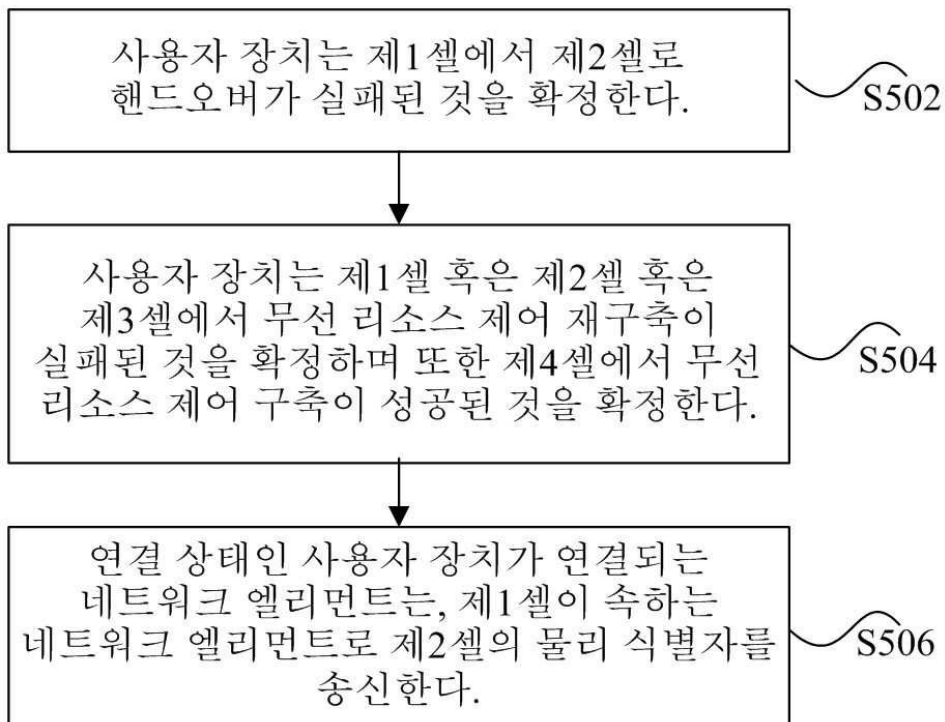 사용자 장치는 제1셀에서 제2셀로
핸드오버가 실패된 것을 확정한다.
S502
사용자 장치는 제1셀 혹은 제2셀 혹은
제3셀에서 무선 리소스 제어 재구축이
실패된 것을 확정하며 또한 제4셀에서 무선
리소스 제어 구축이 성공된 것을 확정한다.
S504
연결 상태인 사용자 장치가 연결되는
네트워크 엘리먼트는, 제1셀이 속하는
네트워크 엘리먼트로 제2셀의 물리 식별자를
송신한다.
S506